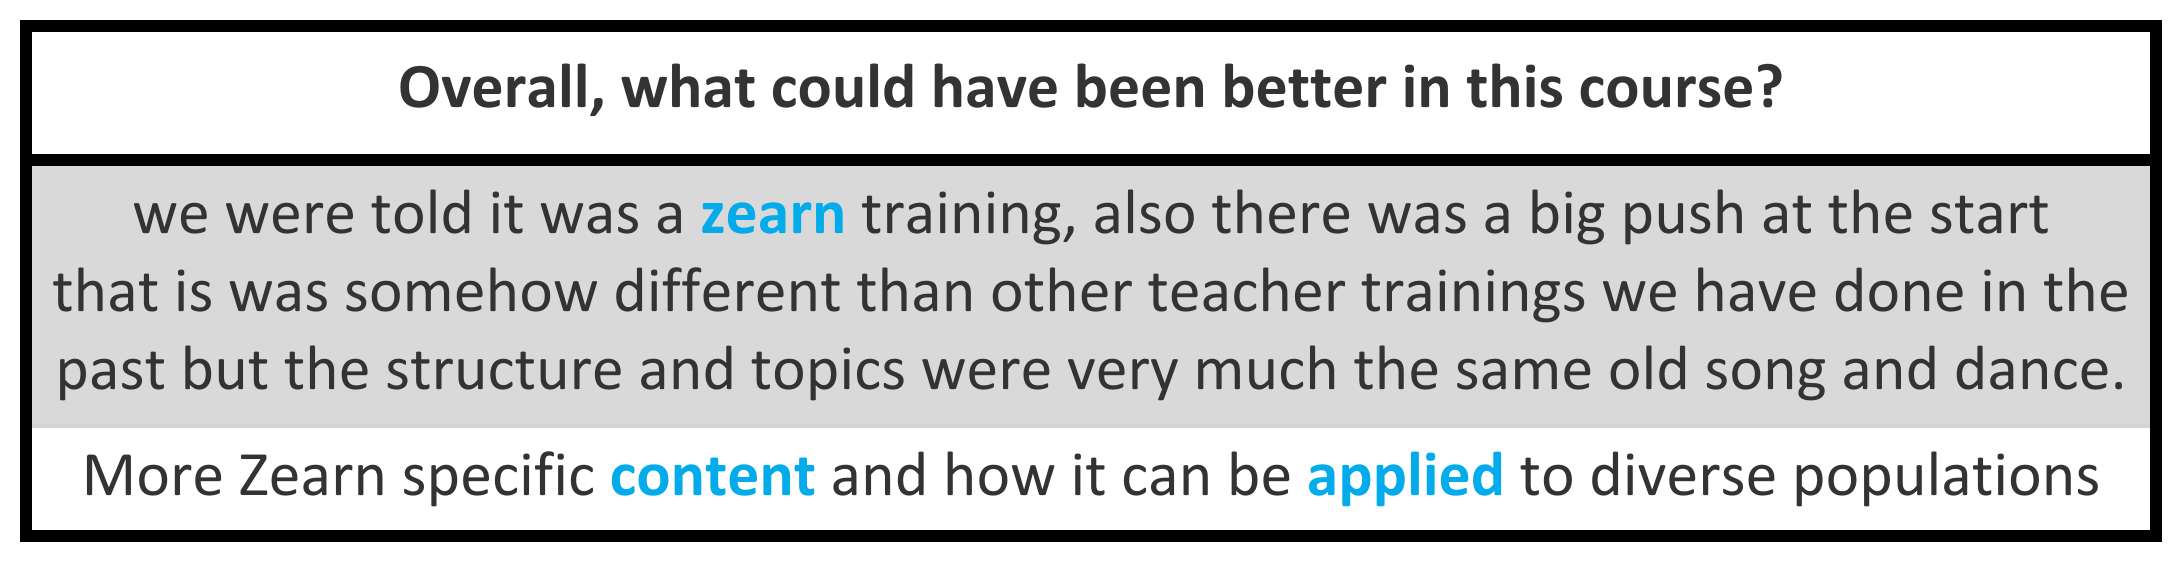 Overall, what could have been better in this course?
we were told it was a zearn training, also there was a big push at the start
that is was somehow different than other teacher trainings we have done in the
past but the structure and topics were very much the same old song and dance.
More Zearn specific content and how it can be applied to diverse populations